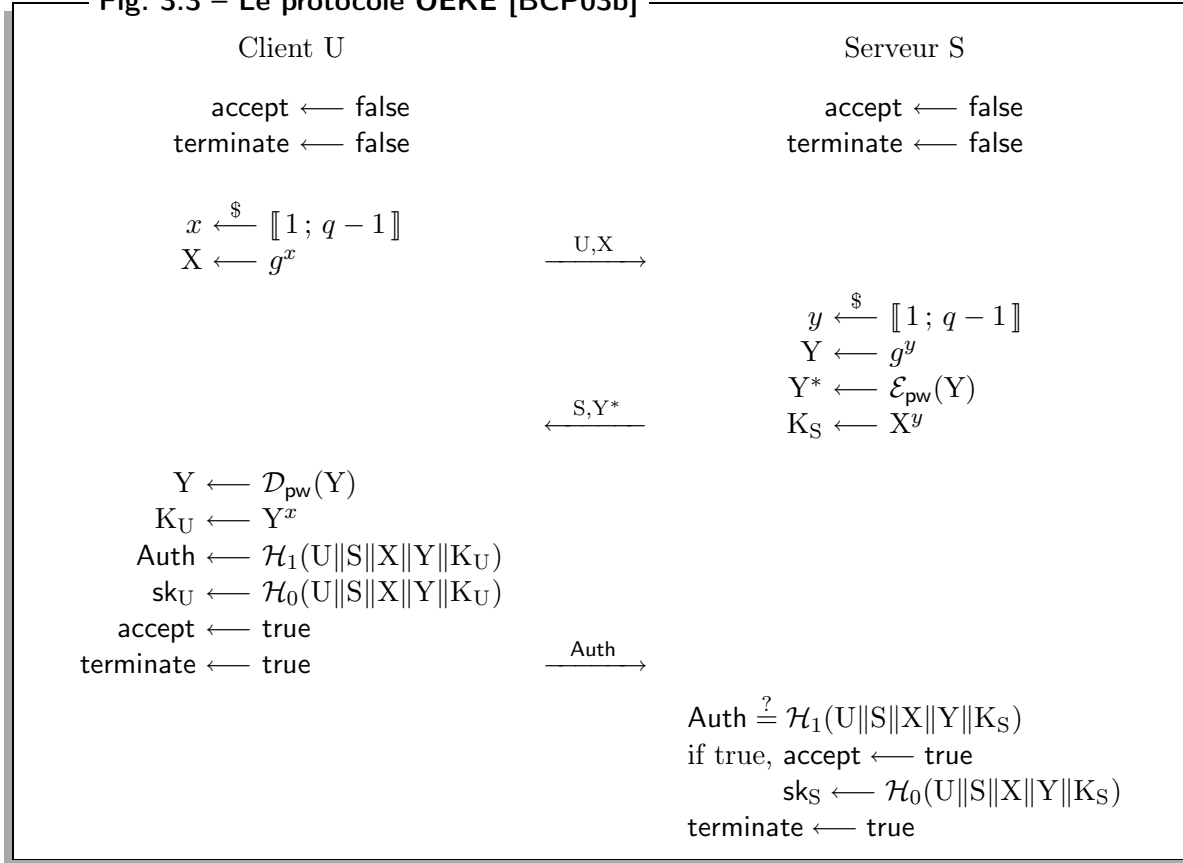 Fig. 3.3 – Le protocole OEKE [BCP03b]
Client U
Serveur S
accept ⟵ false
accept ⟵ false
terminate ⟵ false
terminate ⟵ false
x ⟵$ ⟦1 ; q − 1⟧
X ⟵ g^x
U,X
y ⟵$ ⟦1 ; q − 1⟧
Y ⟵ g^y
Y* ⟵ ℰ_pw(Y)
S,Y*
K_S ⟵ X^y
Y ⟵ 𝒟_pw(Y)
K_U ⟵ Y^x
Auth ⟵ ℋ_1(U‖S‖X‖Y‖K_U)
sk_U ⟵ ℋ_0(U‖S‖X‖Y‖K_U)
accept ⟵ true
terminate ⟵ true
Auth
Auth ≟ ℋ_1(U‖S‖X‖Y‖K_S)
if true, accept ⟵ true
sk_S ⟵ ℋ_0(U‖S‖X‖Y‖K_S)
terminate ⟵ true